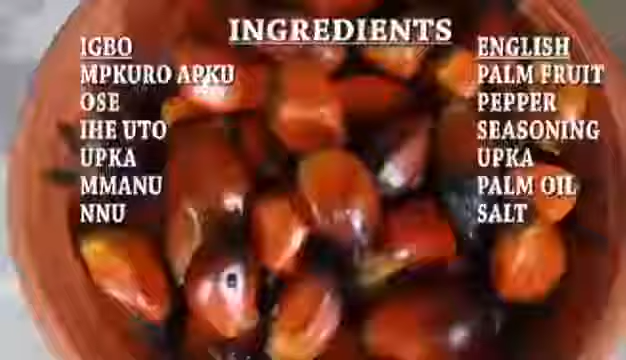 INGREDIENTS
IGBO
MPKURO APKU
OSE
IHE UTO
UPKA
MMANU
NNU
ENGLISH
PALM FRUIT
PEPPER
SEASONING
UPKA
PALM OIL
SALT